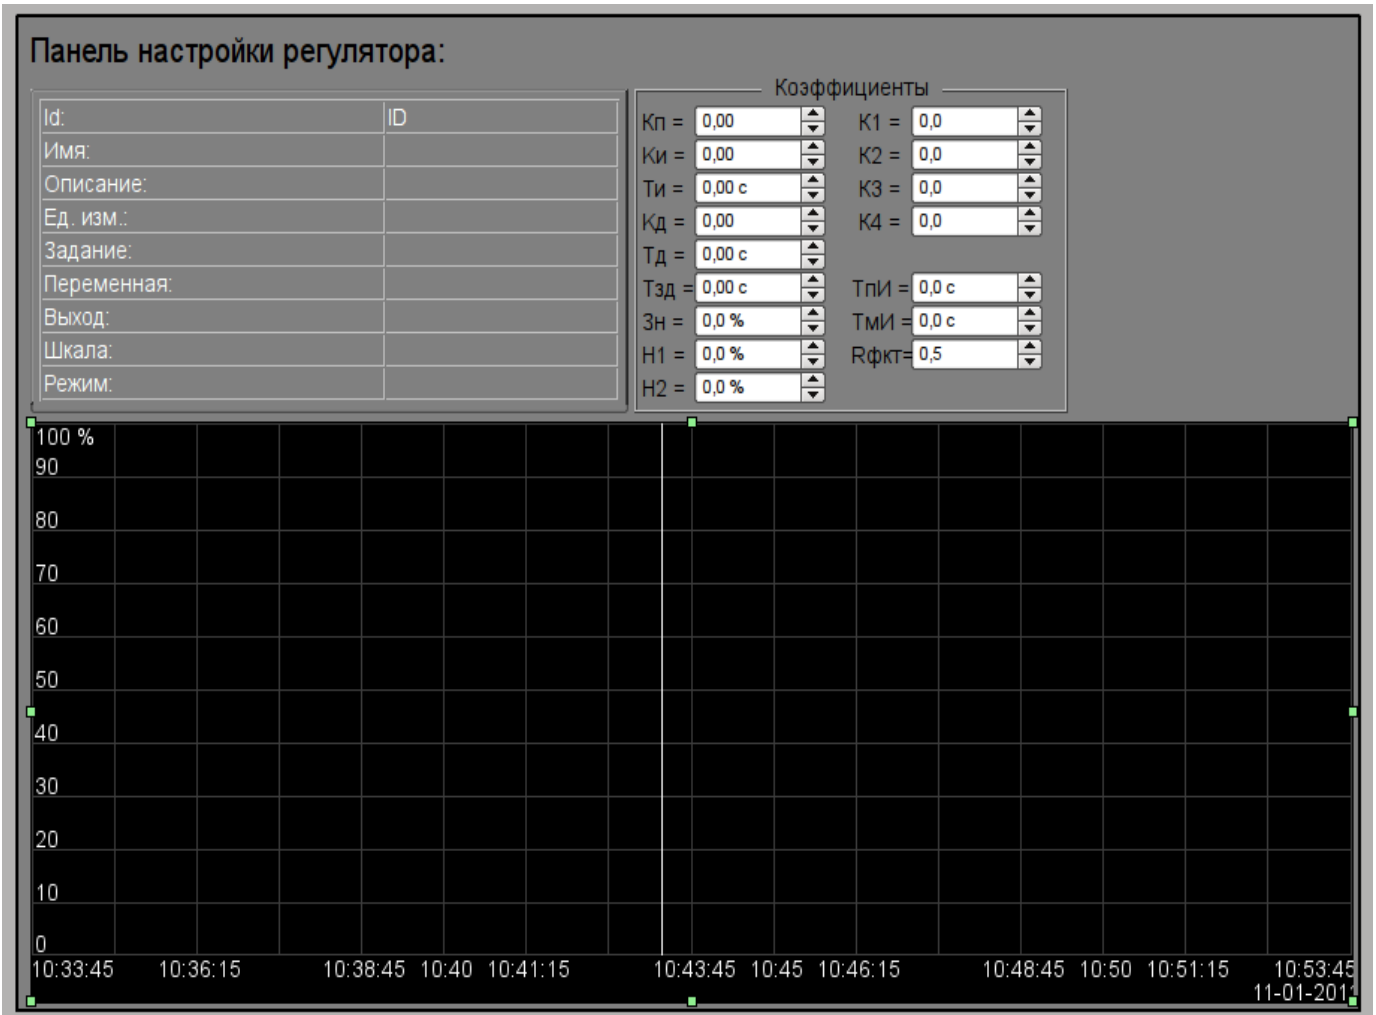 Панель настройки регулятора:
Коэффициенты
Id: ID
Имя:
Описание:
Ед. изм.:
Задание:
Переменная:
Выход:
Шкала:
Режим:
Кп = 0,00 К1 = 0,0
Ки = 0,00 К2 = 0,0
Ти = 0,00 с К3 = 0,0
Кд = 0,00 К4 = 0,0
Тд = 0,00 с
Тзд = 0,00 с ТпИ = 0,0 с
Зн = 0,0 % ТмИ = 0,0 с
Н1 = 0,0 % Rфкт= 0,5
Н2 = 0,0 %
100 %
90
80
70
60
50
40
30
20
10
0
10:33:45 10:36:15 10:38:45 10:40 10:41:15 10:43:45 10:45 10:46:15 10:48:45 10:50 10:51:15 10:53:45